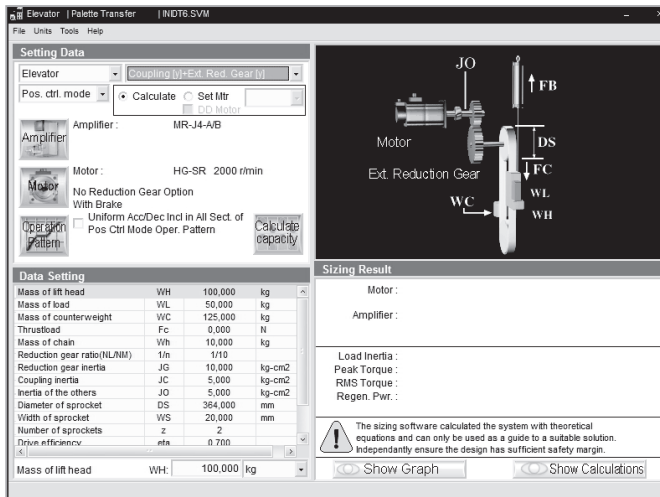 Elevator | Palette Transfer | INIDT6.SVM
File Units Tools Help
Setting Data
Elevator Coupling [y]+Ext. Red. Gear [y]
Pos. ctrl. mode Calculate Set Mtr
DD Motor
Amplifier Amplifier : MR-J4-A/B
Motor Motor : HG-SR 2000 r/min
No Reduction Gear Option
With Brake
Operation Pattern
Uniform Acc/Dec Incl in All Sect. of
Pos Ctrl Mode Oper. Pattern
Calculate capacity
JO
FB
Motor
DS
Ext. Reduction Gear
FC
WL
WC
WH
Data Setting
Mass of lift head WH 100,000 kg
Mass of load WL 50,000 kg
Mass of counterweight WC 125,000 kg
Thrustload Fc 0,000 N
Mass of chain Wh 10,000 kg
Reduction gear ratio(NL/NM) 1/n 1/10
Reduction gear inertia JG 10,000 kg-cm2
Coupling inertia JC 5,000 kg-cm2
Inertia of the others JO 5,000 kg-cm2
Diameter of sprocket DS 364,000 mm
Width of sprocket WS 20,000 mm
Number of sprockets z 2
Drive efficiency eta 0.700
Mass of lift head WH: 100,000 kg
Sizing Result
Motor :
Amplifier :
Load Inertia :
Peak Torque :
RMS Torque :
Regen. Pwr. :
The sizing software calculated the system with theoretical
equations and can only be used as a guide to a suitable solution.
Independently ensure the design has sufficient safety margin.
Show Graph Show Calculations